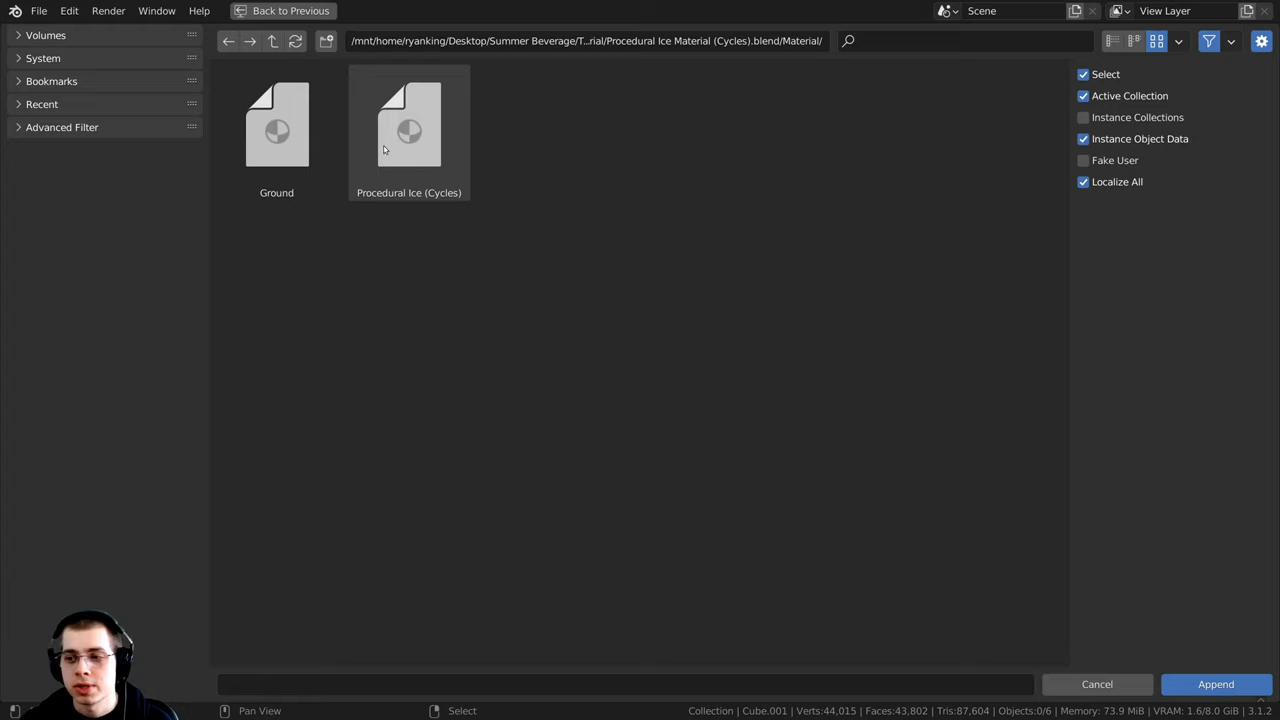 File Edit Render Window Help Back to Previous Scene View Layer
Volumes
System
Bookmarks
Recent
Advanced Filter
/mnt/home/ryanking/Desktop/Summer Beverage/T...rial/Procedural Ice Material (Cycles).blend/Material/
Ground
Procedural Ice (Cycles)
Select
Active Collection
Instance Collections
Instance Object Data
Fake User
Localize All
Cancel
Append
Pan View
Select
Collection | Cube.001 | Verts:44,015 | Faces:43,802 | Tris:87,604 | Objects:0/6 | Memory: 73.9 MiB | VRAM: 1.6/8.0 GiB | 3.1.2